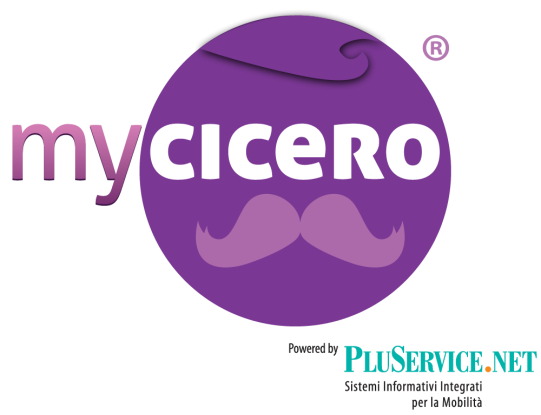 ®
myCICERO
Powered by PLUSERVICE.NET
Sistemi Informativi Integrati
per la Mobilità